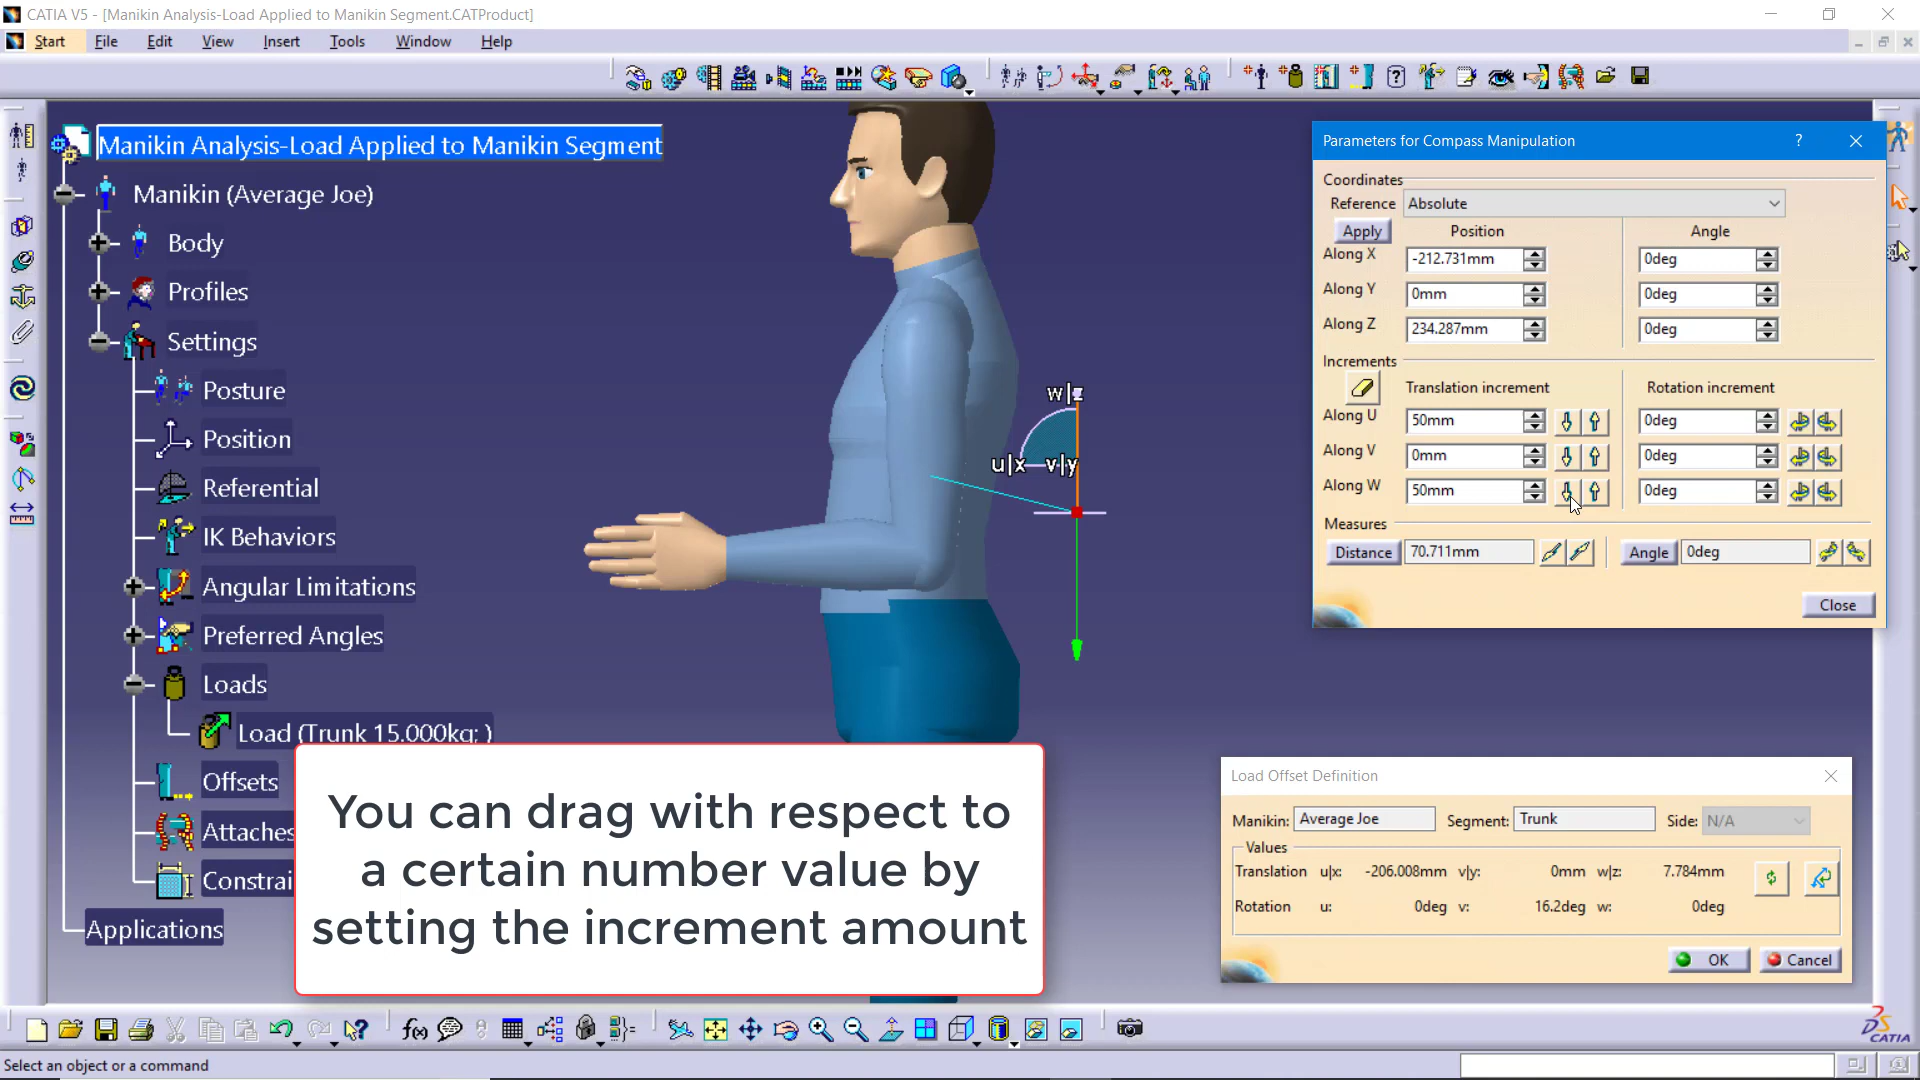 CATIA V5 - [Manikin Analysis-Load Applied to Manikin Segment.CATProduct]
Start File Edit View Insert Tools Window Help
Manikin Analysis-Load Applied to Manikin Segment
Manikin (Average Joe)
Body
Profiles
Settings
Posture
Position
Referential
IK Behaviors
Angular Limitations
Preferred Angles
Loads
Load (Trunk 15.000kg; )
Offsets
Attaches
Constrai
Applications
w|z
u|x v|y
Parameters for Compass Manipulation ?
Coordinates
Reference Absolute
Apply Position Angle
Along X -212.731mm 0deg
Along Y 0mm 0deg
Along Z 234.287mm 0deg
Increments
Translation increment Rotation increment
Along U 50mm 0deg
Along V 0mm 0deg
Along W 50mm 0deg
Measures
Distance 70.711mm Angle 0deg
Close
You can drag with respect to
a certain number value by
setting the increment amount
Load Offset Definition
Manikin: Average Joe Segment: Trunk Side: N/A
Values
Translation u|x: -206.008mm v|y: 0mm w|z: 7.784mm
Rotation u: 0deg v: 16.2deg w: 0deg
OK Cancel
f(x)
CATIA
Select an object or a command